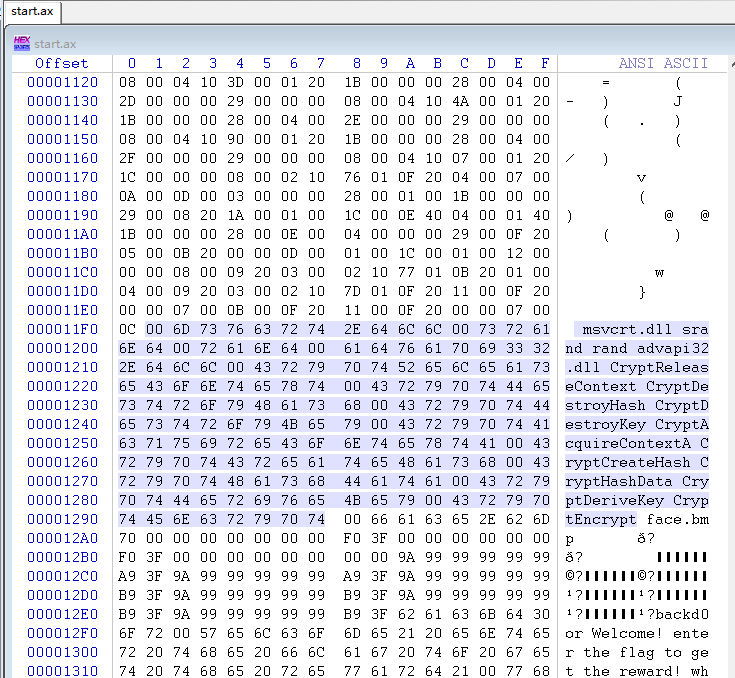 start.ax
HEX start.ax
Offset 0 1 2 3 4 5 6 7 8 9 A B C D E F ANSI ASCII
00001120 08 00 04 10 3D 00 01 20 1B 00 00 00 28 00 04 00 = (
00001130 2D 00 00 00 29 00 00 00 08 00 04 10 4A 00 01 20 - ) J
00001140 1B 00 00 00 28 00 04 00 2E 00 00 00 29 00 00 00 ( . )
00001150 08 00 04 10 90 00 01 20 1B 00 00 00 28 00 04 00 (
00001160 2F 00 00 00 29 00 00 00 08 00 04 10 07 00 01 20 / )
00001170 1C 00 00 00 08 00 02 10 76 01 0F 20 04 00 07 00 v
00001180 0A 00 0D 00 03 00 00 00 28 00 01 00 1B 00 00 00 (
00001190 29 00 08 20 1A 00 01 00 1C 00 0E 40 04 00 01 40 ) @ @
000011A0 1B 00 00 00 28 00 0E 00 04 00 00 00 29 00 0F 20 ( )
000011B0 05 00 0B 20 00 00 0D 00 01 00 1C 00 01 00 12 00
000011C0 00 00 08 00 09 20 03 00 02 10 77 01 0B 20 01 00 w
000011D0 04 00 09 20 03 00 02 10 7D 01 0F 20 11 00 0F 20 }
000011E0 00 00 07 00 0B 00 0F 20 11 00 0F 20 00 00 07 00
000011F0 0C 00 6D 73 76 63 72 74 2E 64 6C 6C 00 73 72 61 msvcrt.dll sra
00001200 6E 64 00 72 61 6E 64 00 61 64 76 61 70 69 33 32 nd rand advapi32
00001210 2E 64 6C 6C 00 43 72 79 70 74 52 65 6C 65 61 73 .dll CryptReleas
00001220 65 43 6F 6E 74 65 78 74 00 43 72 79 70 74 44 65 eContext CryptDe
00001230 73 74 72 6F 79 48 61 73 68 00 43 72 79 70 74 44 stroyHash CryptD
00001240 65 73 74 72 6F 79 4B 65 79 00 43 72 79 70 74 41 estroyKey CryptA
00001250 63 71 75 69 72 65 43 6F 6E 74 65 78 74 41 00 43 cquireContextA C
00001260 72 79 70 74 43 72 65 61 74 65 48 61 73 68 00 43 ryptCreateHash C
00001270 72 79 70 74 48 61 73 68 44 61 74 61 00 43 72 79 ryptHashData Cry
00001280 70 74 44 65 72 69 76 65 4B 65 79 00 43 72 79 70 ptDeriveKey Cryp
00001290 74 45 6E 63 72 79 70 74 00 66 61 63 65 2E 62 6D tEncrypt face.bm
000012A0 70 00 00 00 00 00 00 00 F0 3F 00 00 00 00 00 00 p ð?
000012B0 F0 3F 00 00 00 00 00 00 00 00 9A 99 99 99 99 99 ð?
000012C0 A9 3F 9A 99 99 99 99 99 A9 3F 9A 99 99 99 99 99 ©? ©?
000012D0 B9 3F 9A 99 99 99 99 99 B9 3F 9A 99 99 99 99 99 ¹? ¹?
000012E0 B9 3F 9A 99 99 99 99 99 B9 3F 62 61 63 6B 64 30 ¹? ¹?backd0
000012F0 6F 72 00 57 65 6C 63 6F 6D 65 21 20 65 6E 74 65 or Welcome! ente
00001300 72 20 74 68 65 20 66 6C 61 67 20 74 6F 20 67 65 r the flag to ge
00001310 74 20 74 68 65 20 72 65 77 61 72 64 21 00 77 68 t the reward! wh